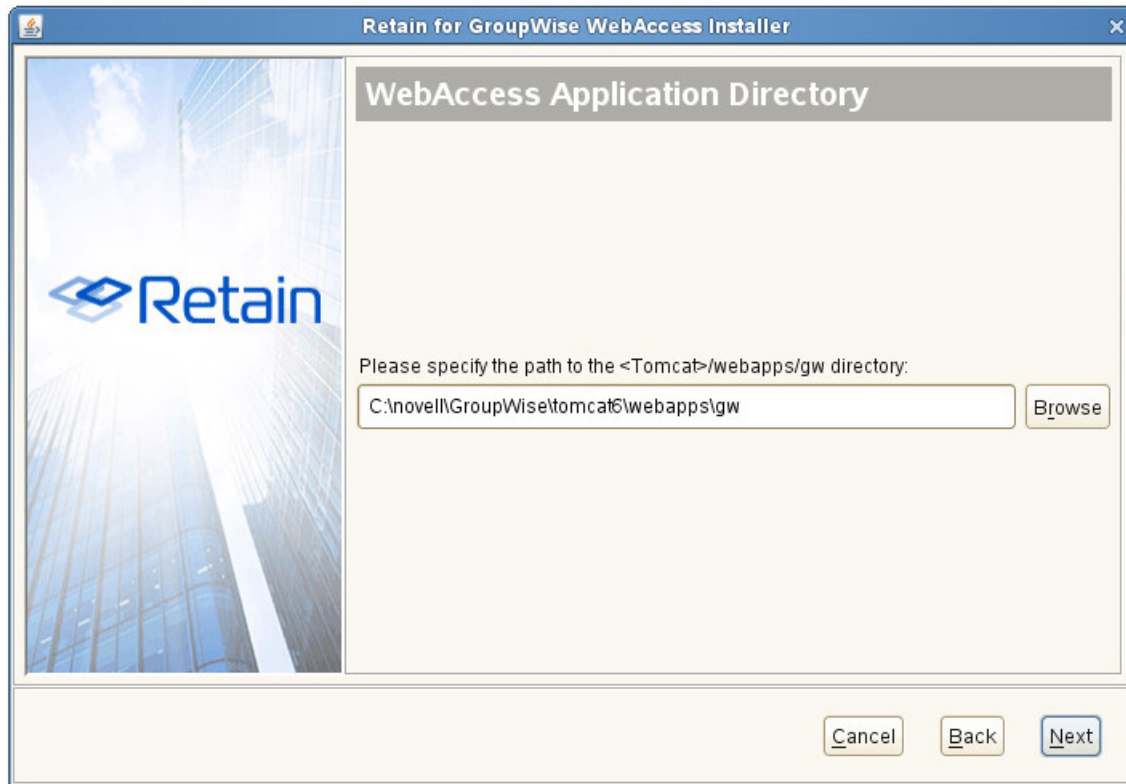 Retain for GroupWise WebAccess Installer
WebAccess Application Directory
Retain
Please specify the path to the <Tomcat>/webapps/gw directory:
C:\novell\GroupWise\tomcat6\webapps\gw
Browse
Cancel
Back
Next